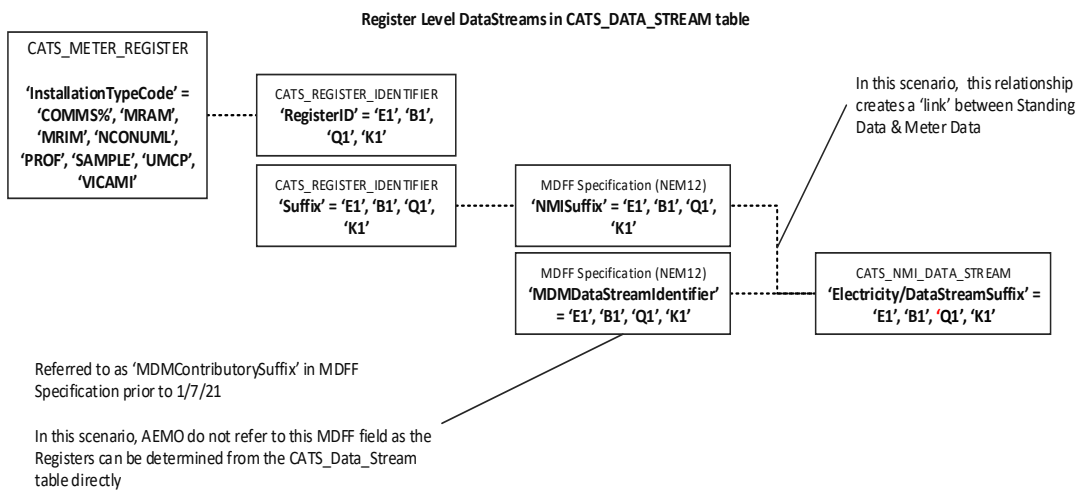 Register Level DataStreams in CATS_DATA_STREAM table
CATS_METER_REGISTER
‘InstallationTypeCode’ =
‘COMMS%’, ‘MRAM’,
‘MRIM’, ‘NCONUML’,
‘PROF’, ‘SAMPLE’, ‘UMCP’,
‘VICAMI’
CATS_REGISTER_IDENTIFIER
‘RegisterID’ = ‘E1’, ‘B1’,
‘Q1’, ‘K1’
CATS_REGISTER_IDENTIFIER
‘Suffix’ = ‘E1’, ‘B1’, ‘Q1’,
‘K1’
MDFF Specification (NEM12)
‘NMISuffix’ = ‘E1’, ‘B1’, ‘Q1’,
‘K1’
MDFF Specification (NEM12)
‘MDMDataStreamIdentifier’
= ‘E1’, ‘B1’, ‘Q1’, ‘K1’
In this scenario, this relationship
creates a ‘link’ between Standing
Data & Meter Data
CATS_NMI_DATA_STREAM
‘Electricity/DataStreamSuffix’ =
‘E1’, ‘B1’, ‘Q1’, ‘K1’
Referred to as ‘MDMContributorySuffix’ in MDFF
Specification prior to 1/7/21
In this scenario, AEMO do not refer to this MDFF field as the
Registers can be determined from the CATS_Data_Stream
table directly